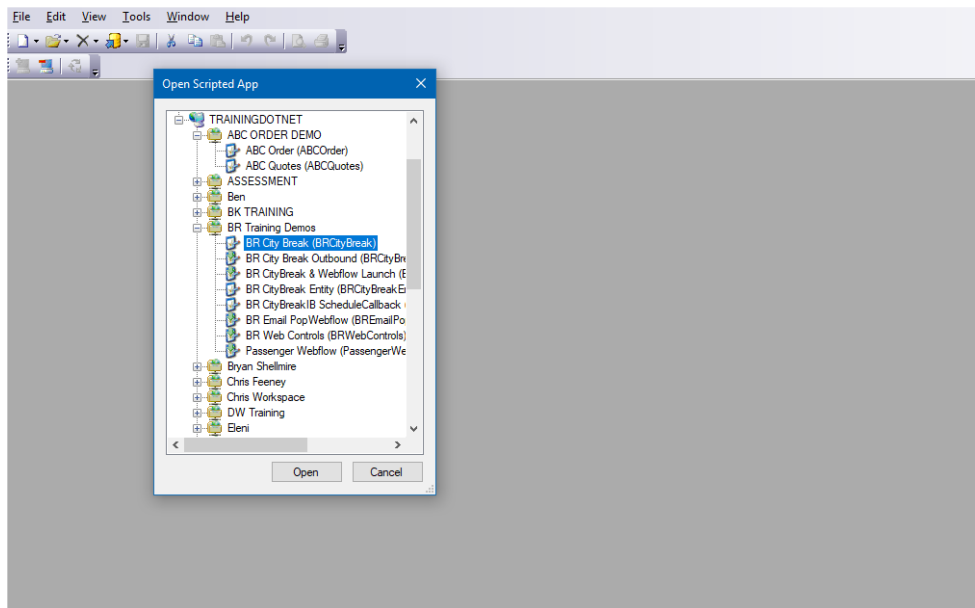 File Edit View Tools Window Help
Open Scripted App
TRAININGDOTNET
ABC ORDER DEMO
ABC Order (ABCOrder)
ABC Quotes (ABCQuotes)
ASSESSMENT
Ben
BK TRAINING
BR Training Demos
BR City Break (BRCityBreak)
BR City Break Outbound (BRCityBre
BR CityBreak & Webflow Launch (E
BR CityBreak Entity (BRCityBreakEr
BR CityBreakIB ScheduleCallback (
BR Email PopWebflow (BREmailPo
BR Web Controls (BRWebControls)
Passenger Webflow (PassengerWe
Bryan Shellmire
Chris Feeney
Chris Workspace
DW Training
Eleni
Open Cancel